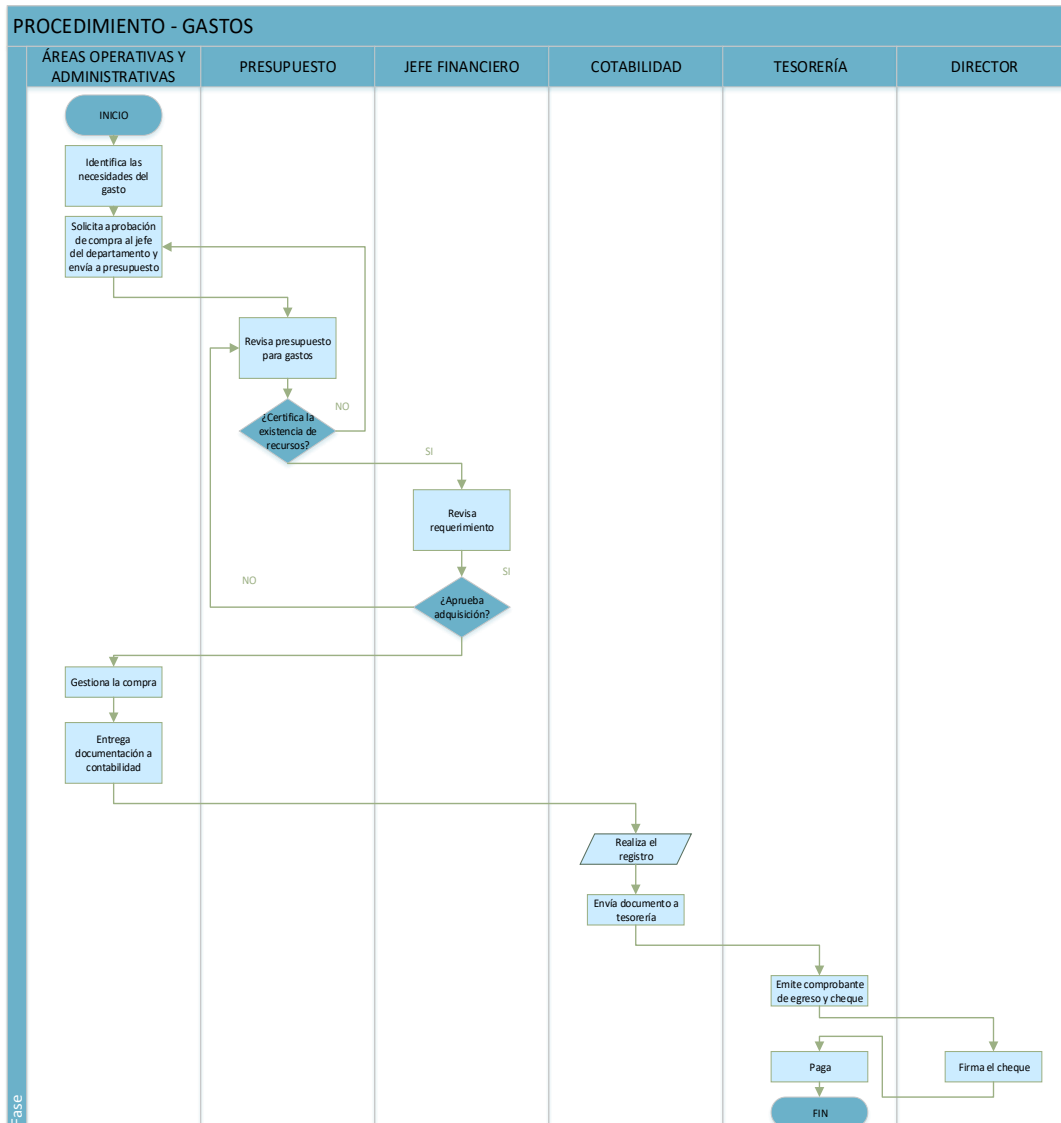 PROCEDIMIENTO - GASTOS
ÁREAS OPERATIVAS Y
ADMINISTRATIVAS
PRESUPUESTO
JEFE FINANCIERO
COTABILIDAD
TESORERÍA
DIRECTOR
INICIO
Identifica las
necesidades del
gasto
Solicita aprobación
de compra al jefe
del departamento y
envía a presupuesto
Revisa presupuesto
para gastos
NO
¿Certifica la
existencia de
recursos?
SI
Revisa
requerimiento
SI
NO
¿Aprueba
adquisición?
Gestiona la compra
Entrega
documentación a
contabilidad
Realiza el
registro
Envía documento a
tesorería
Emite comprobante
de egreso y cheque
Paga
Firma el cheque
FIN
Fase